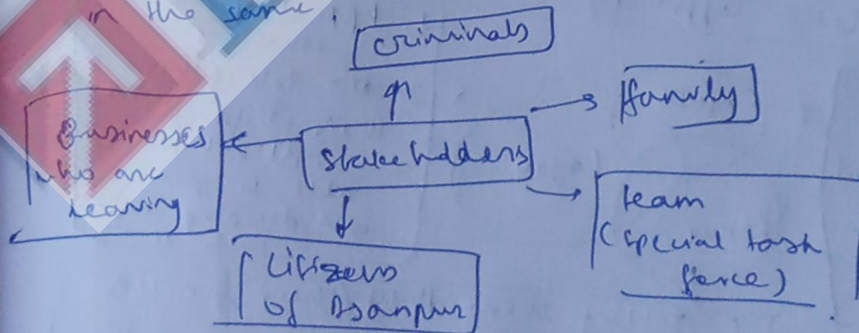 in the same.
criminals
family
Businesses
who are
leaving
Stakeholders
team
(special task
force)
Citizens
of Asanpur